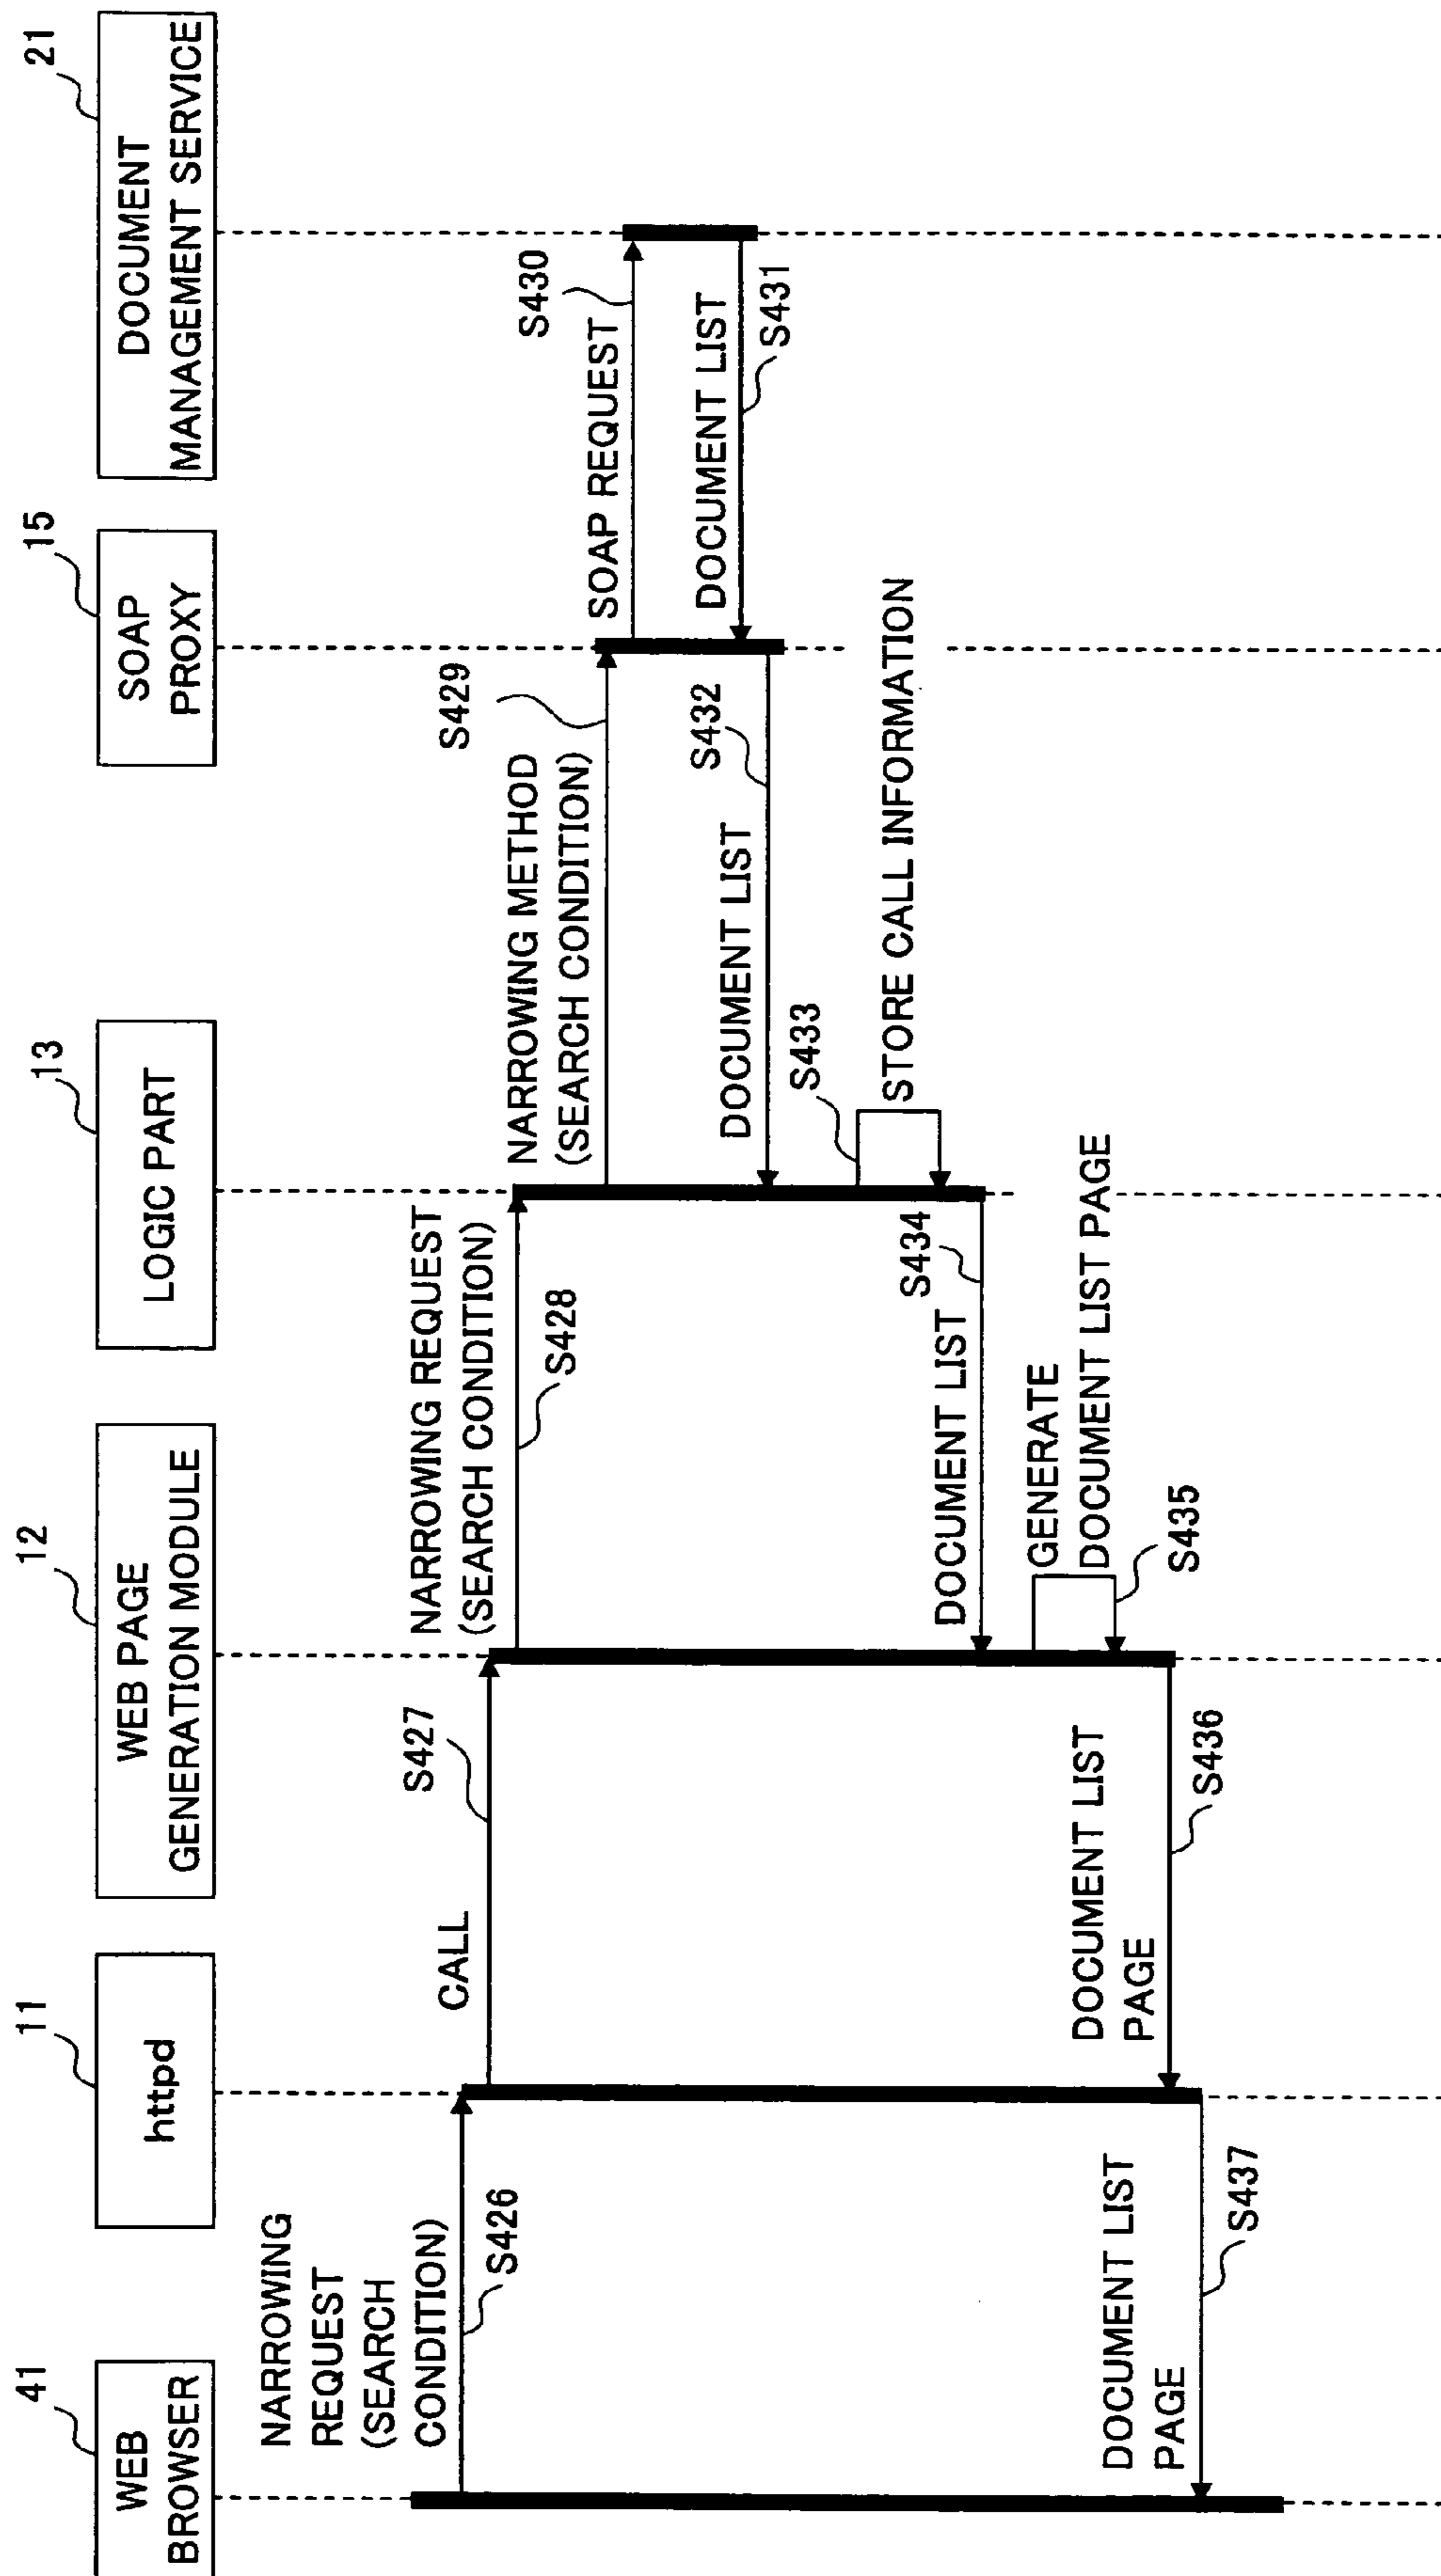 41
WEB
BROWSER
11
httpd
12
WEB PAGE
GENERATION MODULE
13
LOGIC PART
15
SOAP
PROXY
21
DOCUMENT
MANAGEMENT SERVICE
NARROWING
REQUEST
(SEARCH
CONDITION)
S426
CALL
S427
NARROWING REQUEST
(SEARCH CONDITION)
S428
NARROWING METHOD
(SEARCH CONDITION)
S429
SOAP REQUEST
S430
DOCUMENT LIST
S431
DOCUMENT LIST
S432
S433
STORE CALL INFORMATION
DOCUMENT LIST
S434
GENERATE
DOCUMENT LIST PAGE
S435
DOCUMENT LIST
PAGE
S436
DOCUMENT LIST
PAGE
S437